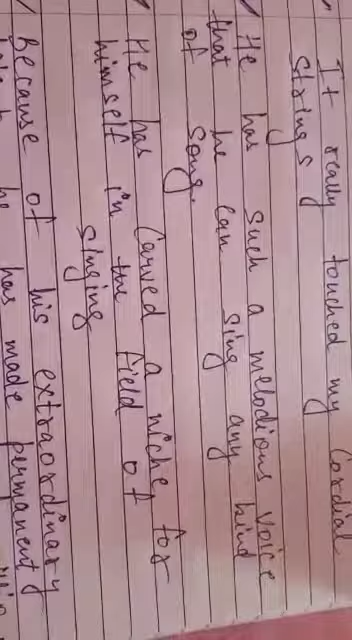 It really touched my Cordial
strings
He has such a melodious voice
that he can sing any kind
of song.
He has Carved a niche for
himself in the field of
singing
Because of his extraordinary
he has made permanent